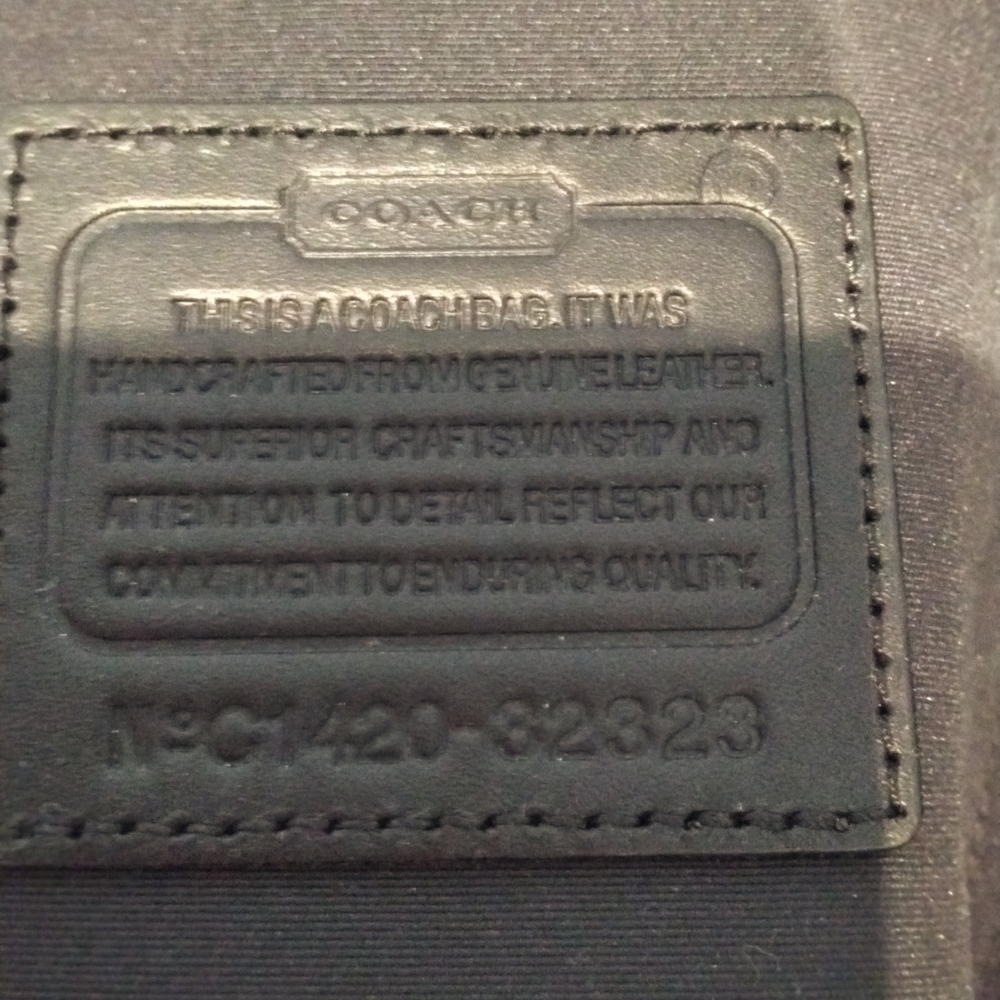 COACH
THIS IS A COACH BAG. IT WAS
HANDCRAFTED FROM GENUINE LEATHER.
ITS SUPERIOR CRAFTSMANSHIP AND
ATTENTION TO DETAIL REFLECT OUR
COMMITMENT TO ENDURING QUALITY.
Nº C1420-32323